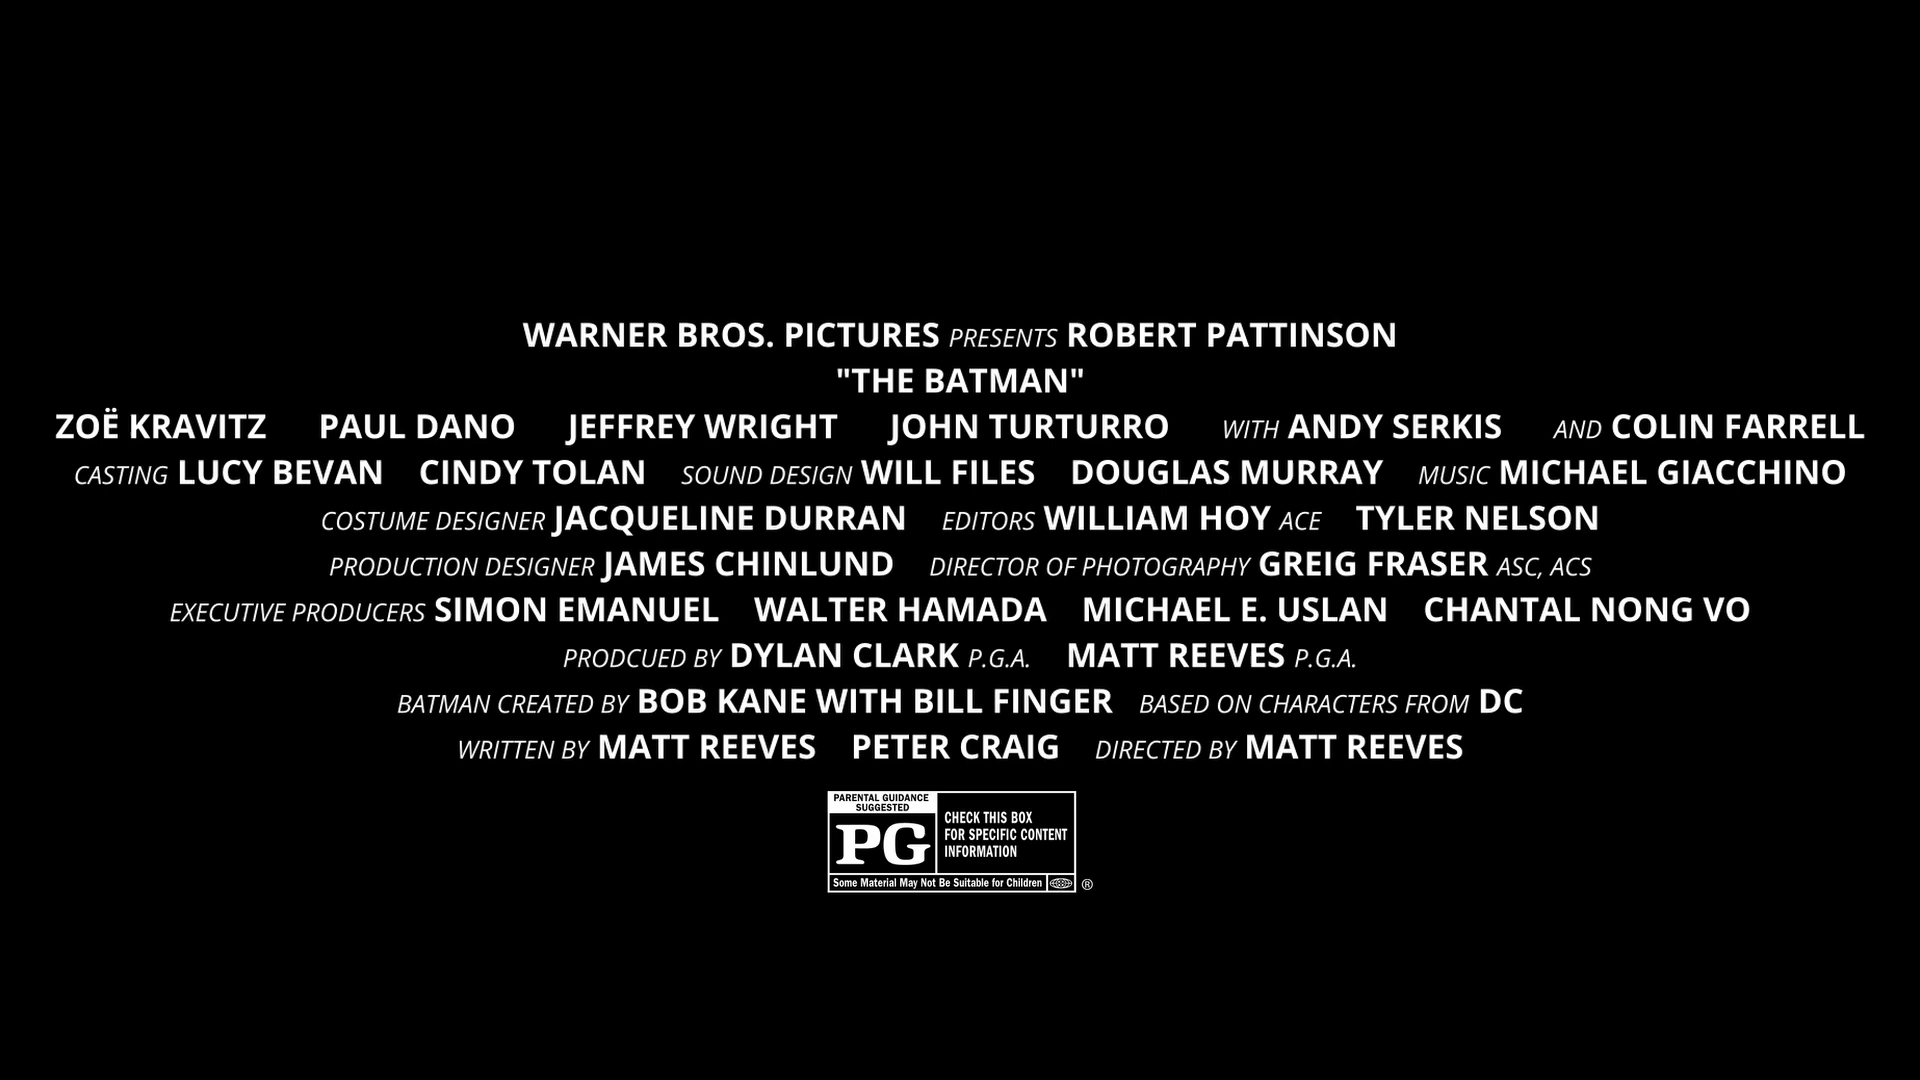 WARNER BROS. PICTURES PRESENTS ROBERT PATTINSON
"THE BATMAN"
ZOË KRAVITZ PAUL DANO JEFFREY WRIGHT JOHN TURTURRO WITH ANDY SERKIS AND COLIN FARRELL
CASTING LUCY BEVAN CINDY TOLAN SOUND DESIGN WILL FILES DOUGLAS MURRAY MUSIC MICHAEL GIACCHINO
COSTUME DESIGNER JACQUELINE DURRAN EDITORS WILLIAM HOY ACE TYLER NELSON
PRODUCTION DESIGNER JAMES CHINLUND DIRECTOR OF PHOTOGRAPHY GREIG FRASER ASC, ACS
EXECUTIVE PRODUCERS SIMON EMANUEL WALTER HAMADA MICHAEL E. USLAN CHANTAL NONG VO
PRODCUED BY DYLAN CLARK P.G.A. MATT REEVES P.G.A.
BATMAN CREATED BY BOB KANE WITH BILL FINGER BASED ON CHARACTERS FROM DC
WRITTEN BY MATT REEVES PETER CRAIG DIRECTED BY MATT REEVES
PARENTAL GUIDANCE
SUGGESTED
PG
CHECK THIS BOX
FOR SPECIFIC CONTENT
INFORMATION
Some Material May Not Be Suitable for Children ®